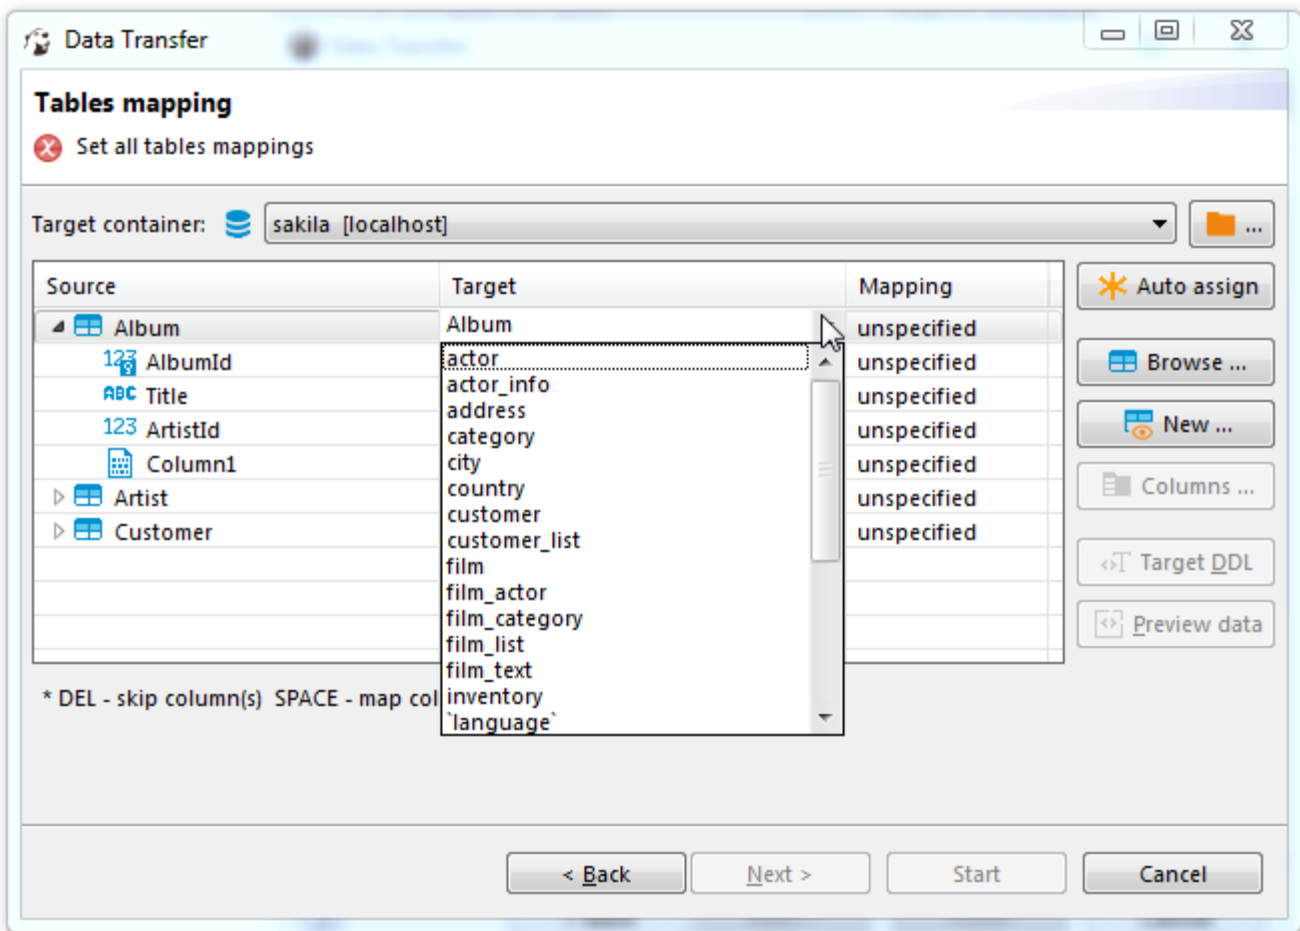 Data Transfer
Tables mapping
Set all tables mappings
Target container: sakila [localhost] ...
Source Target Mapping Auto assign
Album Album unspecified
AlbumId actor unspecified Browse ...
actor_info
Title address unspecified
ArtistId category unspecified New ...
Column1 city unspecified
Artist country unspecified Columns ...
Customer customer unspecified
customer_list
film Target DDL
film_actor
film_category Preview data
film_list
film_text
* DEL - skip column(s) SPACE - map col inventory
`language`
< Back Next > Start Cancel